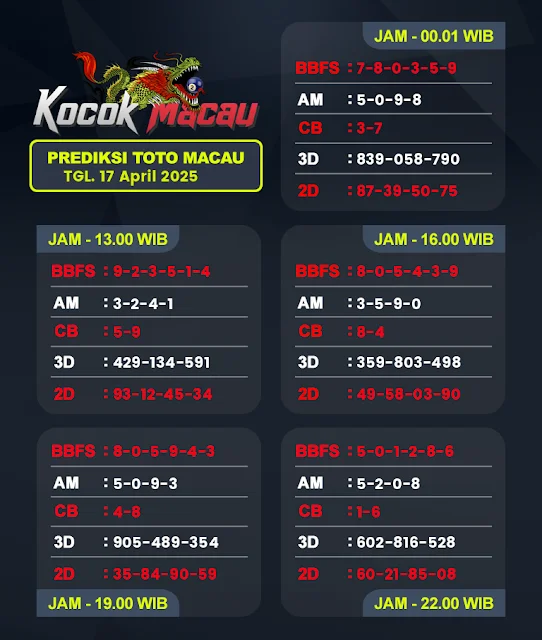 Kocok Macau
PREDIKSI TOTO MACAU
TGL. 17 April 2025
JAM - 00.01 WIB
BBFS : 7-8-0-3-5-9
AM : 5-0-9-8
CB : 3-7
3D : 839-058-790
2D : 87-39-50-75
JAM - 13.00 WIB
BBFS : 9-2-3-5-1-4
AM : 3-2-4-1
CB : 5-9
3D : 429-134-591
2D : 93-12-45-34
JAM - 16.00 WIB
BBFS : 8-0-5-4-3-9
AM : 3-5-9-0
CB : 8-4
3D : 359-803-498
2D : 49-58-03-90
BBFS : 8-0-5-9-4-3
AM : 5-0-9-3
CB : 4-8
3D : 905-489-354
2D : 35-84-90-59
JAM - 19.00 WIB
BBFS : 5-0-1-2-8-6
AM : 5-2-0-8
CB : 1-6
3D : 602-816-528
2D : 60-21-85-08
JAM - 22.00 WIB